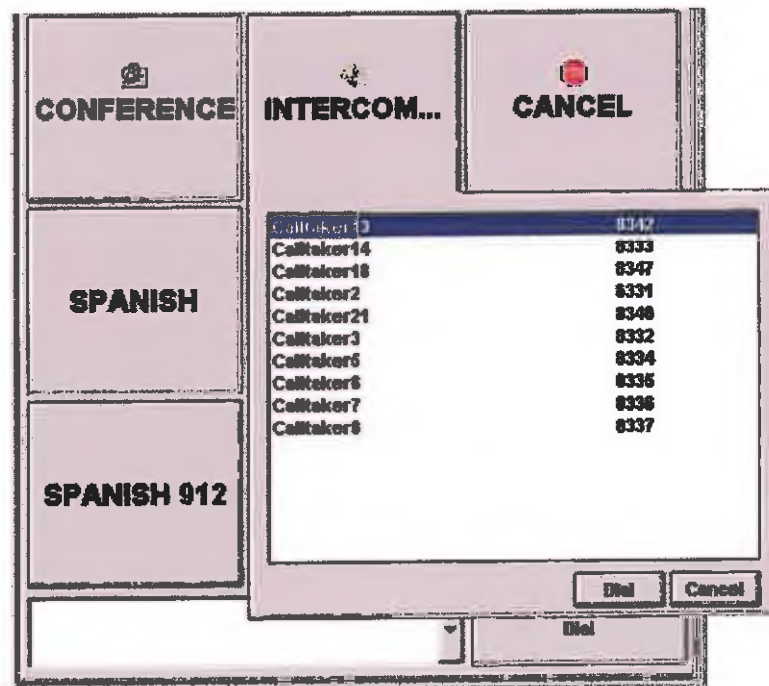 CONFERENCE
INTERCOM...
CANCEL
SPANISH
SPANISH 912
8342
Calltaker14 8333
Calltaker18 8347
Calltaker2 8331
Calltaker21
Calltaker3 8332
Calltaker5 8334
Calltaker6 8335
Calltaker7 8336
Calltaker8 8337
Dial
Cancel
Dial